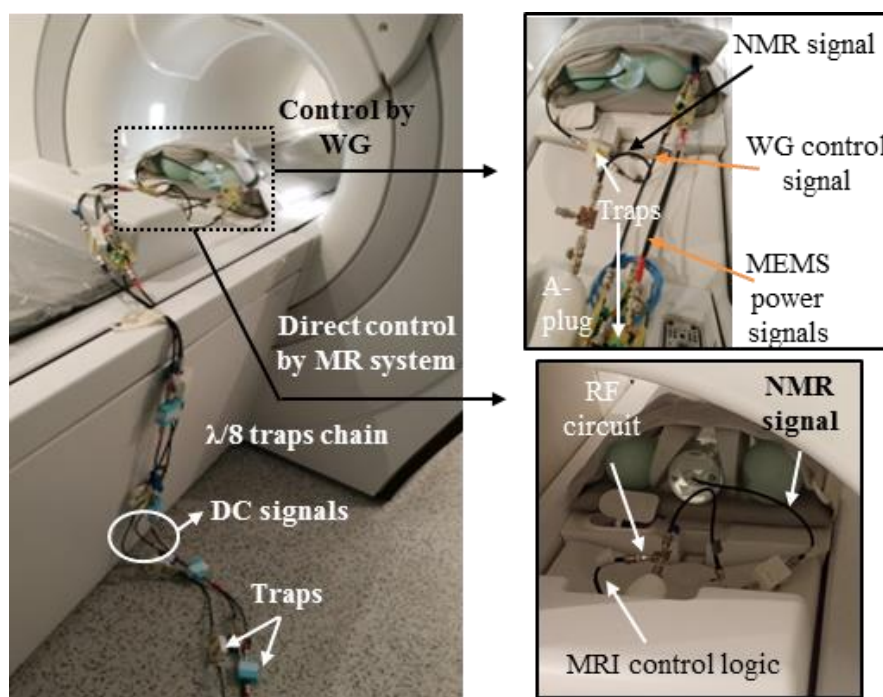 Control by
WG
Direct control
by MR system
λ/8 traps chain
DC signals
Traps
NMR signal
WG control
signal
Traps
MEMS
power
signals
A-
plug
RF
circuit
NMR
signal
MRI control logic